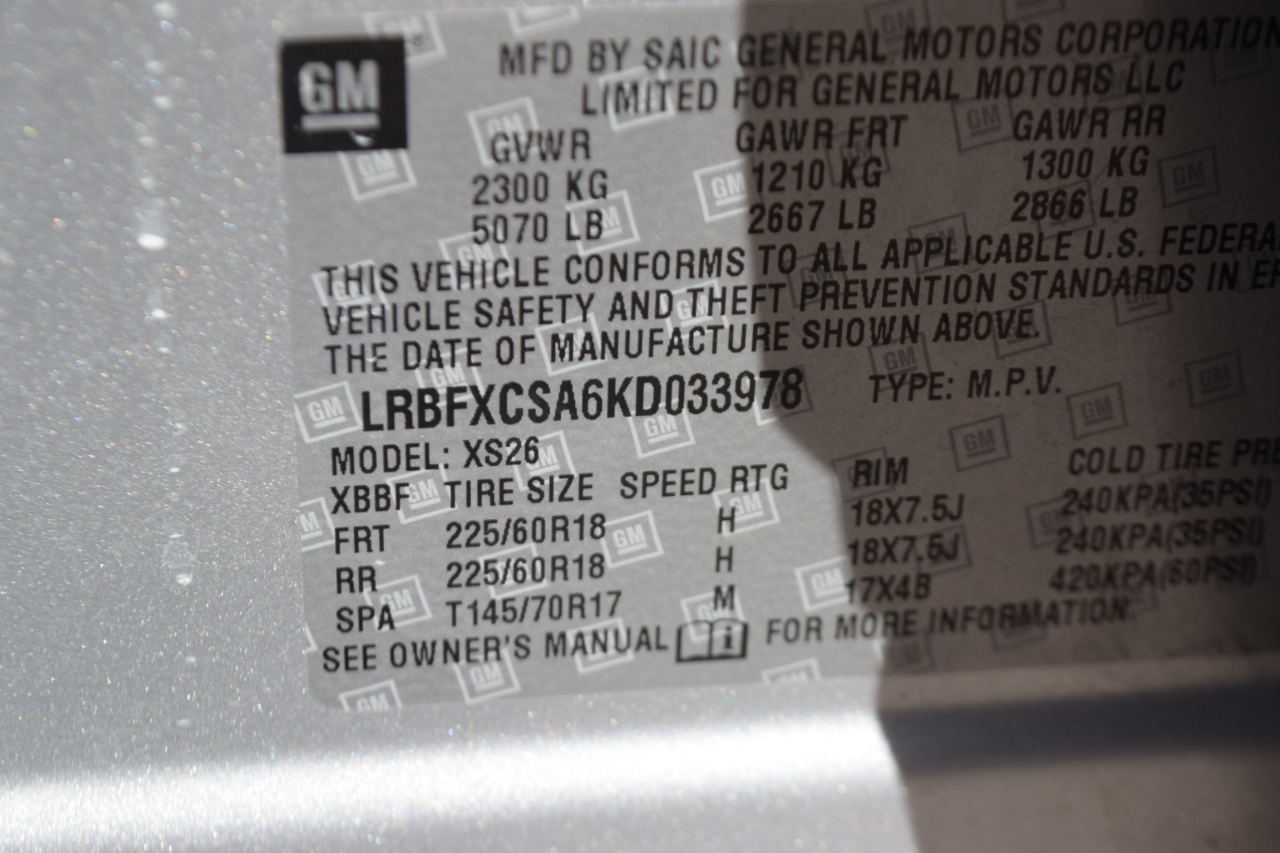 GM
MFD BY SAIC GENERAL MOTORS CORPORATION
LIMITED FOR GENERAL MOTORS LLC
GVWR GAWR FRT GAWR RR
2300 KG 1210 KG 1300 KG
5070 LB 2667 LB 2866 LB
THIS VEHICLE CONFORMS TO ALL APPLICABLE U.S. FEDERA
VEHICLE SAFETY AND THEFT PREVENTION STANDARDS IN EF
THE DATE OF MANUFACTURE SHOWN ABOVE.
LRBFXCSA6KD033978 TYPE: M.P.V.
MODEL: XS26
XBBF TIRE SIZE SPEED RTG RIM COLD TIRE PRE
FRT 225/60R18 H 18X7.5J 240KPA(35PSI)
RR 225/60R18 H 18X7.5J 240KPA(35PSI)
SPA T145/70R17 M 17X4B 420KPA(60PSI)
SEE OWNER'S MANUAL i FOR MORE INFORMATION.